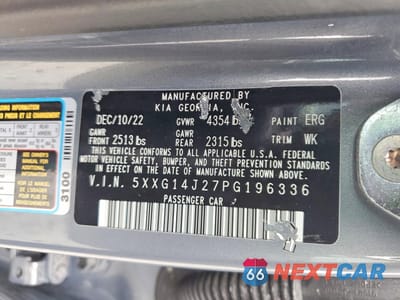 MANUFACTURED BY
KIA GEORGIA, INC.
DEC/10/22 GVWR 4354 lbs PAINT ERG
GAWR GAWR
FRONT 2513 lbs REAR 2315 lbs TRIM WK
THIS VEHICLE CONFORMS TO ALL APPLICABLE U.S. FEDERAL
MOTOR VEHICLE SAFETY, BUMPER, AND THEFT PREVENTION STANDARDS
IN EFFECT ON THE DATE OF MANUFACTURE SHOWN ABOVE.
V.I.N. 5XXG14J27PG196336
PASSENGER CAR
3100
66 NEXTCAR